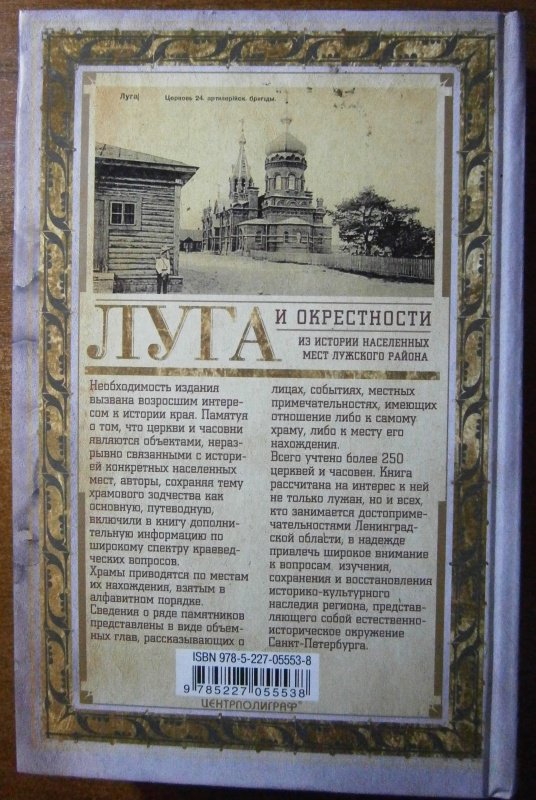 Луга
Церковь 24. артилерійск. бригады.
ЛУГА
И ОКРЕСТНОСТИ
ИЗ ИСТОРИИ НАСЕЛЕННЫХ
МЕСТ ЛУЖСКОГО РАЙОНА
Необходимость издания
вызвана возросшим интере-
сом к истории края. Памятуя
о том, что церкви и часовни
являются объектами, нераз-
рывно связанными с истори-
ей конкретных населенных
мест, авторы, сохраняя тему
храмового зодчества как
основную, путеводную,
включили в книгу дополни-
тельную информацию по
широкому спектру краевед-
ческих вопросов.
Храмы приводятся по местам
их нахождения, взятым в
алфавитном порядке.
Сведения о ряде памятников
представлены в виде объем-
ных глав, рассказывающих о
лицах, событиях, местных
примечательностях, имеющих
отношение либо к самому
храму, либо к месту его
нахождения.
Всего учтено более 250
церквей и часовен. Книга
рассчитана на интерес к ней
не только лужан, но и всех,
кто занимается достоприме-
чательностями Ленинград-
ской области, в надежде
привлечь широкое внимание
к вопросам изучения,
сохранения и восстановления
историко-культурного
наследия региона, представ-
ляющего собой естественно-
историческое окружение
Санкт-Петербурга.
ISBN 978-5-227-05553-8
9 785227 055538
ЦЕНТРПОЛИГРАФ